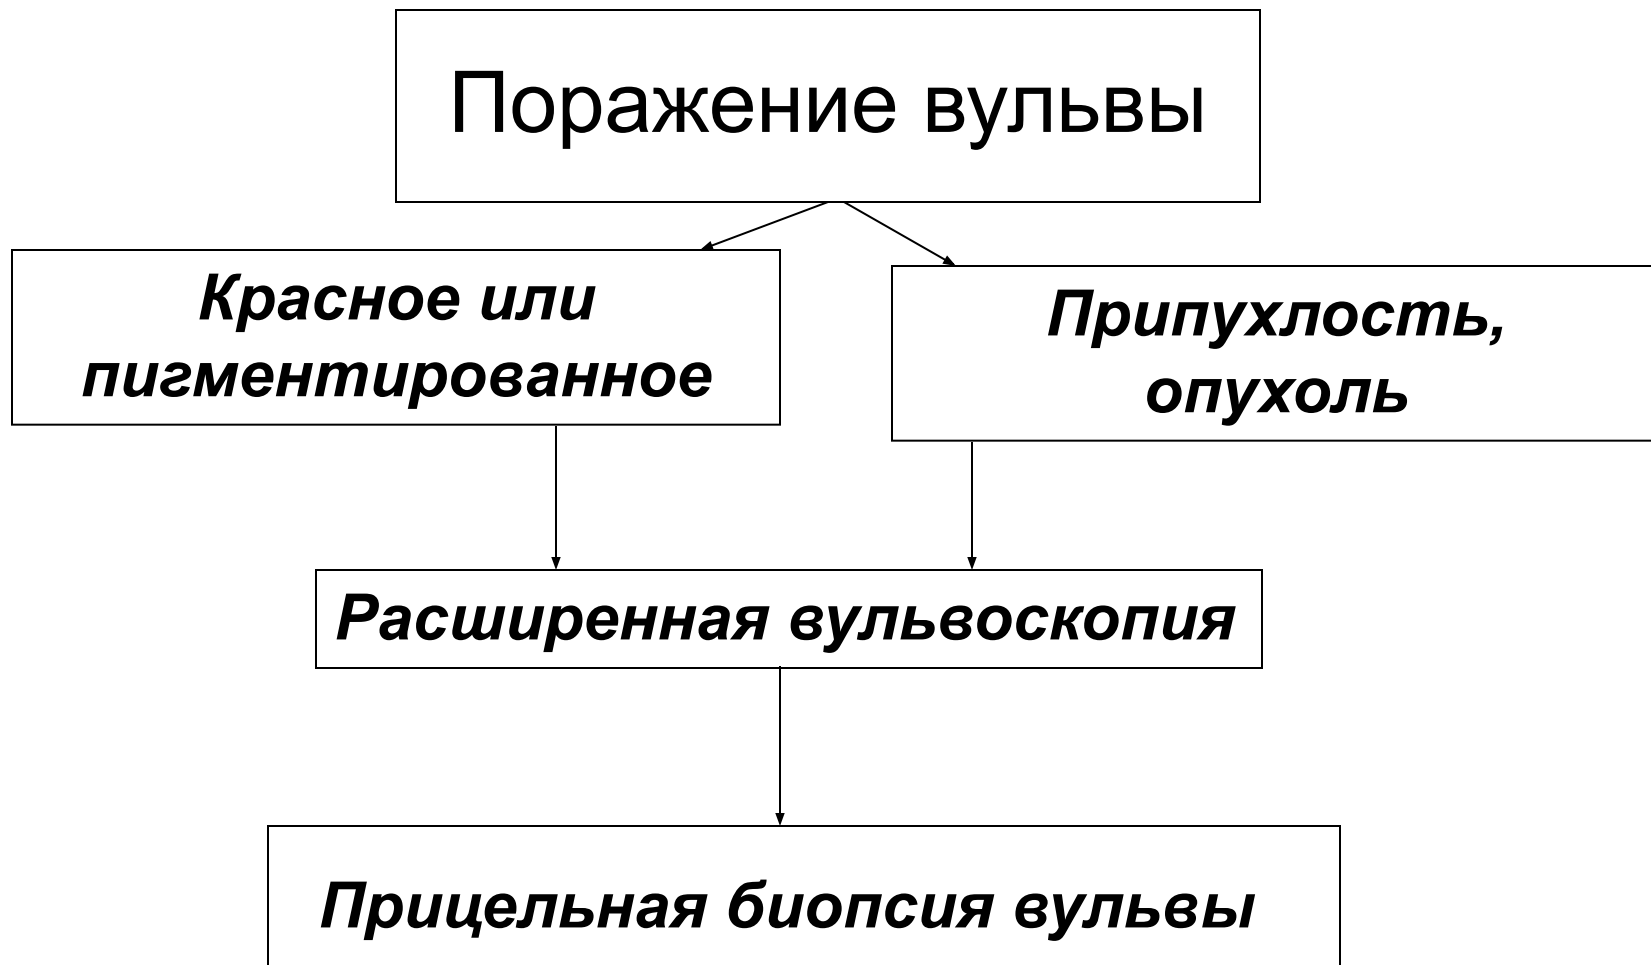 Поражение вульвы
Красное или
пигментированное
Припухлость,
опухоль
Расширенная вульвоскопия
Прицельная биопсия вульвы